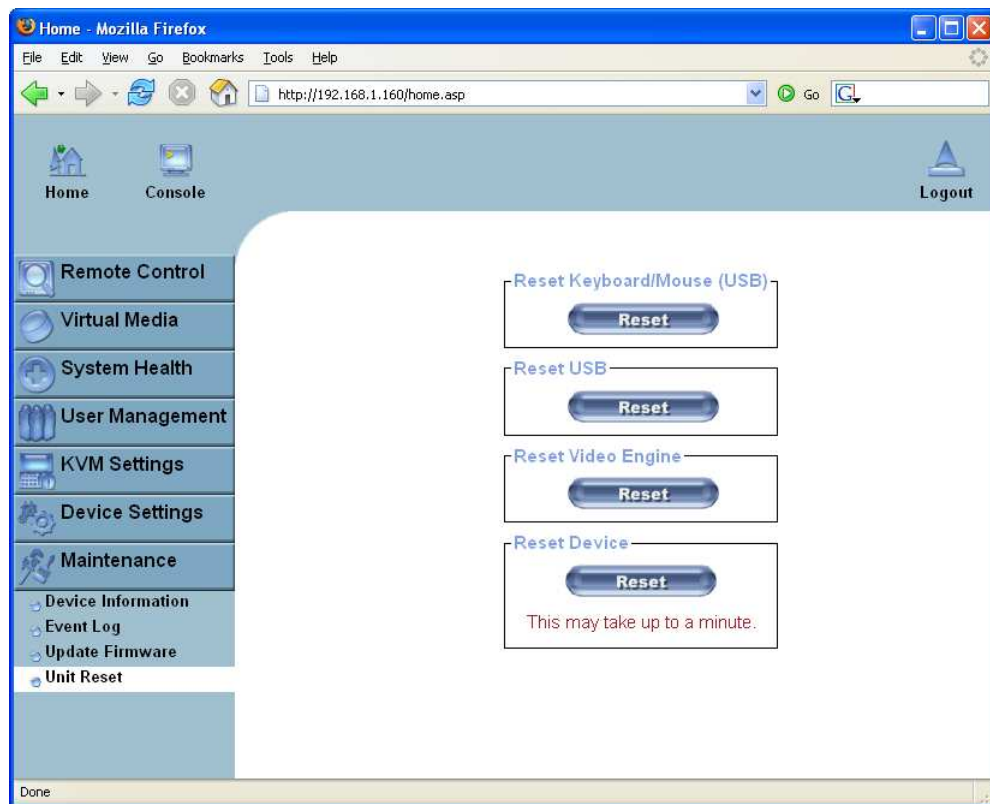 Home - Mozilla Firefox
File Edit View Go Bookmarks Tools Help
http://192.168.1.160/home.asp
Go
G
Home
Console
Logout
Remote Control
Virtual Media
System Health
User Management
KVM Settings
Device Settings
Maintenance
Device Information
Event Log
Update Firmware
Unit Reset
Reset Keyboard/Mouse (USB)
Reset
Reset USB
Reset
Reset Video Engine
Reset
Reset Device
Reset
This may take up to a minute.
Done